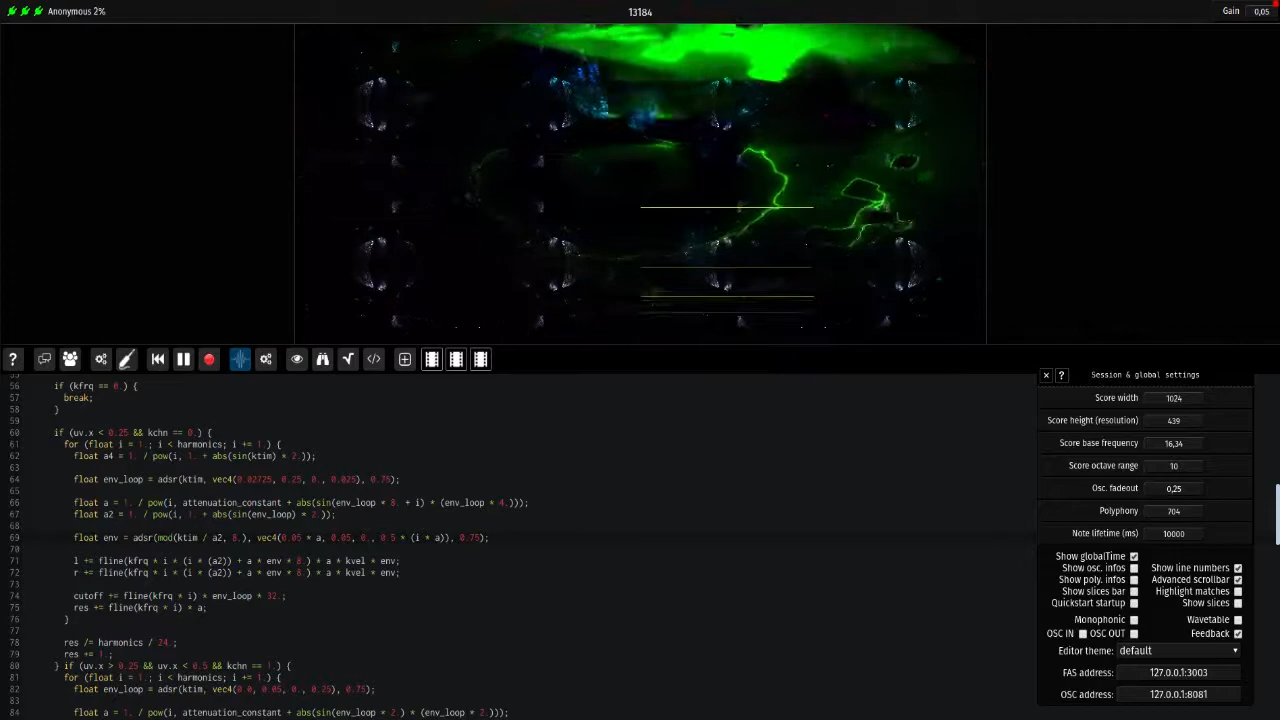 Anonymous 2%
13184
Gain 0,05
? </>
55
56 if (kfrq == 0.) {
57 break;
58 }
59
60 if (uv.x < 0.25 && kchn == 0.) {
61 for (float i = 1.; i < harmonics; i += 1.) {
62 float a4 = 1. / pow(i, 1. + abs(sin(ktim) * 2.));
63
64 float env_loop = adsr(ktim, vec4(0.02725, 0.25, 0., 0.025), 0.75);
65
66 float a = 1. / pow(i, attenuation_constant + abs(sin(env_loop * 8. + i) * (env_loop * 4.)));
67 float a2 = 1. / pow(i, 1. + abs(sin(env_loop) * 2.));
68
69 float env = adsr(mod(ktim / a2, 8.), vec4(0.05 * a, 0.05, 0., 0.5 * (i * a)), 0.75);
70
71 l += fline(kfrq * i * (i * (a2)) + a * env * 8.) * a * kvel * env;
72 r += fline(kfrq * i * (i * (a2)) + a * env * 8.) * a * kvel * env;
73
74 cutoff += fline(kfrq * i) * env_loop * 32.;
75 res += fline(kfrq * i) * a;
76 }
77
78 res /= harmonics / 24.;
79 res += 1.;
80 } if (uv.x > 0.25 && uv.x < 0.5 && kchn == 1.) {
81 for (float i = 1.; i < harmonics; i += 1.) {
82 float env_loop = adsr(ktim, vec4(0.0, 0.05, 0., 0.25), 0.75);
83
84 float a = 1. / pow(i, attenuation_constant + abs(sin(env_loop * 2.) * (env_loop * 2.)));
× ? Session & global settings
Score width 1024
Score height (resolution) 439
Score base frequency 16,34
Score octave range 10
Osc. fadeout 0,25
Polyphony 704
Note lifetime (ms) 10000
Show globalTime
Show osc. infos Show line numbers
Show poly. infos Advanced scrollbar
Show slices bar Highlight matches
Quickstart startup Show slices
Monophonic Wavetable
OSC IN OSC OUT Feedback
Editor theme: default
FAS address: 127.0.0.1:3003
OSC address: 127.0.0.1:8081